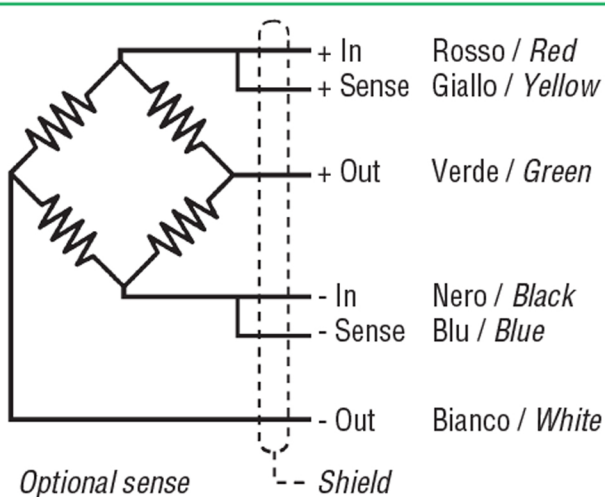 + In Rosso / Red
+ Sense Giallo / Yellow
+ Out Verde / Green
- In Nero / Black
- Sense Blu / Blue
- Out Bianco / White
Optional sense
Shield